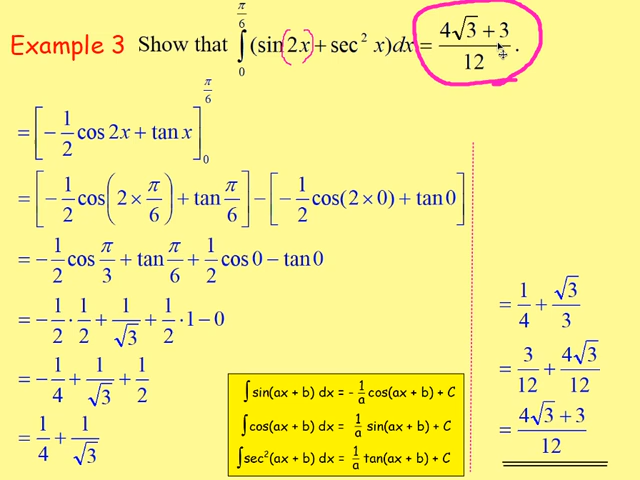 Example 3 Show that ∫₀^(π/6) (sin 2x + sec² x)dx = (4√3 + 3)/12.
= [-1/2 cos 2x + tan x]₀^(π/6)
= [-1/2 cos(2 × π/6) + tan π/6] - [-1/2 cos(2 × 0) + tan 0]
= -1/2 cos π/3 + tan π/6 + 1/2 cos 0 - tan 0
= -1/2 · 1/2 + 1/√3 + 1/2 · 1 - 0
= -1/4 + 1/√3 + 1/2
= 1/4 + 1/√3
= 1/4 + √3/3
= 3/12 + 4√3/12
= (4√3 + 3)/12
∫sin(ax + b) dx = - 1/a cos(ax + b) + C
∫cos(ax + b) dx = 1/a sin(ax + b) + C
∫sec²(ax + b) dx = 1/a tan(ax + b) + C